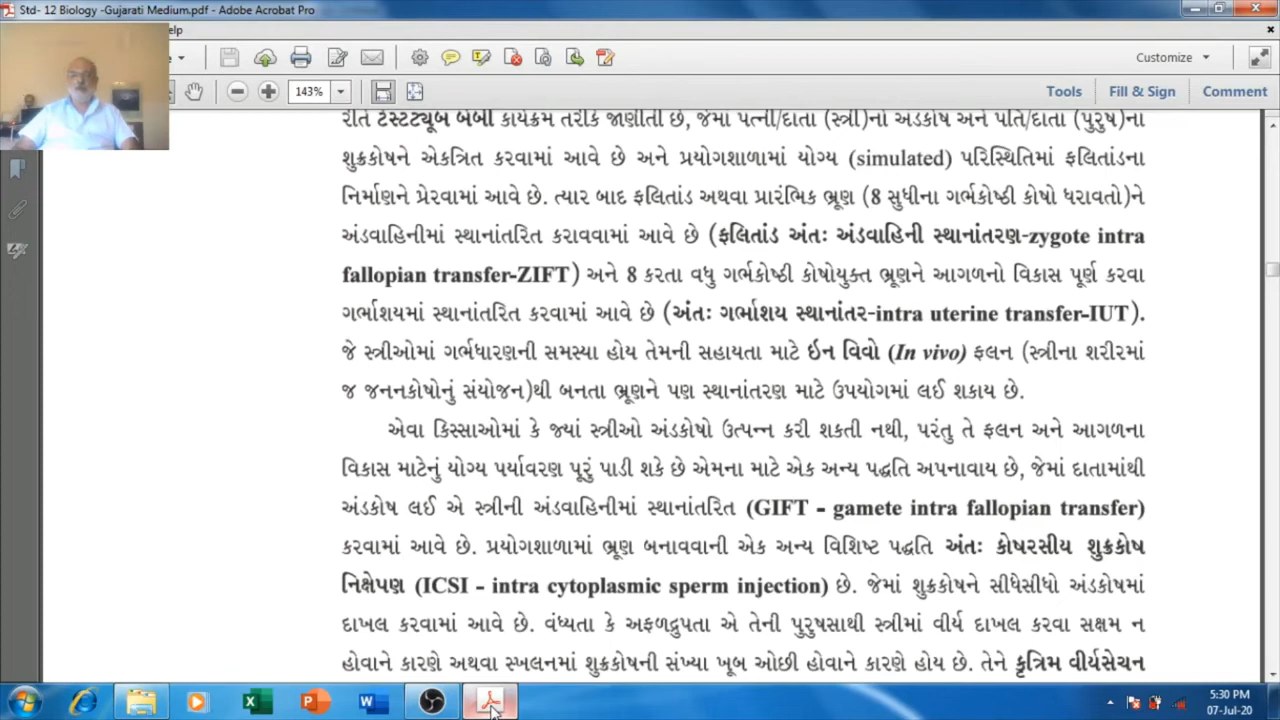 Std- 12 Biology -Gujarati Medium.pdf - Adobe Acrobat Pro
elp
Customize
143%
Tools Fill & Sign Comment
રીતે ટેસ્ટટ્યૂબ બેબી કાર્યક્રમ તરીકે જાણીતી છે, જેમાં પત્ની/દાતા (સ્ત્રી)નો અંડકોષ અને પતિ/દાતા (પુરુષ)ના
શુક્રકોષને એકત્રિત કરવામાં આવે છે અને પ્રયોગશાળામાં યોગ્ય (simulated) પરિસ્થિતિમાં ફલિતાંડના
નિર્માણને પ્રેરવામાં આવે છે. ત્યાર બાદ ફલિતાંડ અથવા પ્રારંભિક ભ્રૂણ (8 સુધીના ગર્ભકોષ્ઠી કોષો ધરાવતો)ને
અંડવાહિનીમાં સ્થાનાંતરિત કરાવવામાં આવે છે (ફલિતાંડ અંતઃ અંડવાહિની સ્થાનાંતરણ-zygote intra
fallopian transfer-ZIFT) અને 8 કરતા વધુ ગર્ભકોષ્ઠી કોષોયુક્ત ભ્રૂણને આગળનો વિકાસ પૂર્ણ કરવા
ગર્ભાશયમાં સ્થાનાંતરિત કરવામાં આવે છે (અંતઃ ગર્ભાશય સ્થાનાંતર-intra uterine transfer-IUT).
જે સ્ત્રીઓમાં ગર્ભધારણની સમસ્યા હોય તેમની સહાયતા માટે ઇન વિવો (In vivo) ફલન (સ્ત્રીના શરીરમાં
જ જનનકોષોનું સંયોજન)થી બનતા ભ્રૂણને પણ સ્થાનાંતરણ માટે ઉપયોગમાં લઈ શકાય છે.
એવા કિસ્સાઓમાં કે જ્યાં સ્ત્રીઓ અંડકોષો ઉત્પન્ન કરી શકતી નથી, પરંતુ તે ફલન અને આગળના
વિકાસ માટેનું યોગ્ય પર્યાવરણ પૂરું પાડી શકે છે એમના માટે એક અન્ય પદ્ધતિ અપનાવાય છે, જેમાં દાતામાંથી
અંડકોષ લઈ એ સ્ત્રીની અંડવાહિનીમાં સ્થાનાંતરિત (GIFT - gamete intra fallopian transfer)
કરવામાં આવે છે. પ્રયોગશાળામાં ભ્રૂણ બનાવવાની એક અન્ય વિશિષ્ટ પદ્ધતિ અંતઃ કોષરસીય શુક્રકોષ
નિક્ષેપણ (ICSI - intra cytoplasmic sperm injection) છે. જેમાં શુક્રકોષને સીધેસીધો અંડકોષમાં
દાખલ કરવામાં આવે છે. વંધ્યતા કે અફળદ્રુપતા એ તેની પુરુષસાથી સ્ત્રીમાં વીર્ય દાખલ કરવા સક્ષમ ન
હોવાને કારણે અથવા સ્ખલનમાં શુક્રકોષની સંખ્યા ખૂબ ઓછી હોવાને કારણે હોય છે. તેને કૃત્રિમ વીર્યસેચન
5:30 PM
07-Jul-20